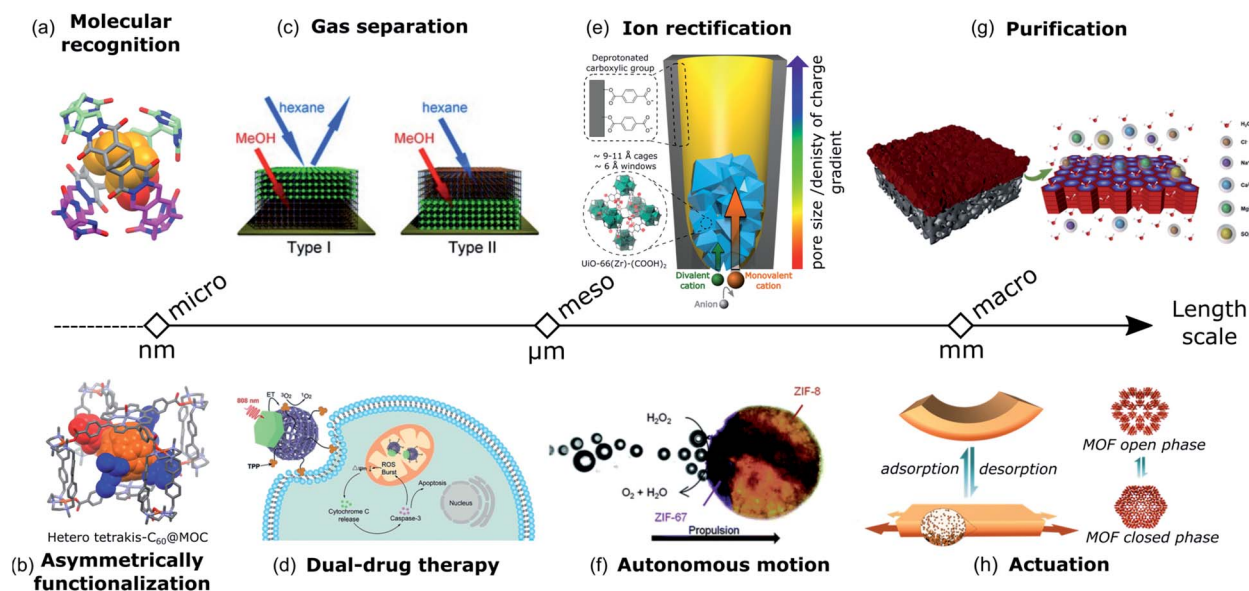 (a) Molecular
recognition
(c) Gas separation
hexane
MeOH
Type I
hexane
MeOH
Type II
(e) Ion rectification
Deprotonated
carboxylic group
~ 9-11 Å cages
~ 6 Å windows
UiO-66(Zr)-(COOH)₂
Divalent
cation
Monovalent
cation
Anion
pore size /denisty of charge
gradient
(g) Purification
micro
nm
meso
μm
macro
mm
Length
scale
Hetero tetrakis-C₆₀@MOC
(b) Asymmetrically
functionalization
808 nm
ET
³O₂
¹O₂
TPP
ROS
Burst
Cytochrome C
release
Caspase-3
Apoptosis
Nucleus
(d) Dual-drug therapy
H₂O₂
O₂ + H₂O
ZIF-8
ZIF-67
Propulsion
(f) Autonomous motion
adsorption
desorption
MOF open phase
MOF closed phase
(h) Actuation